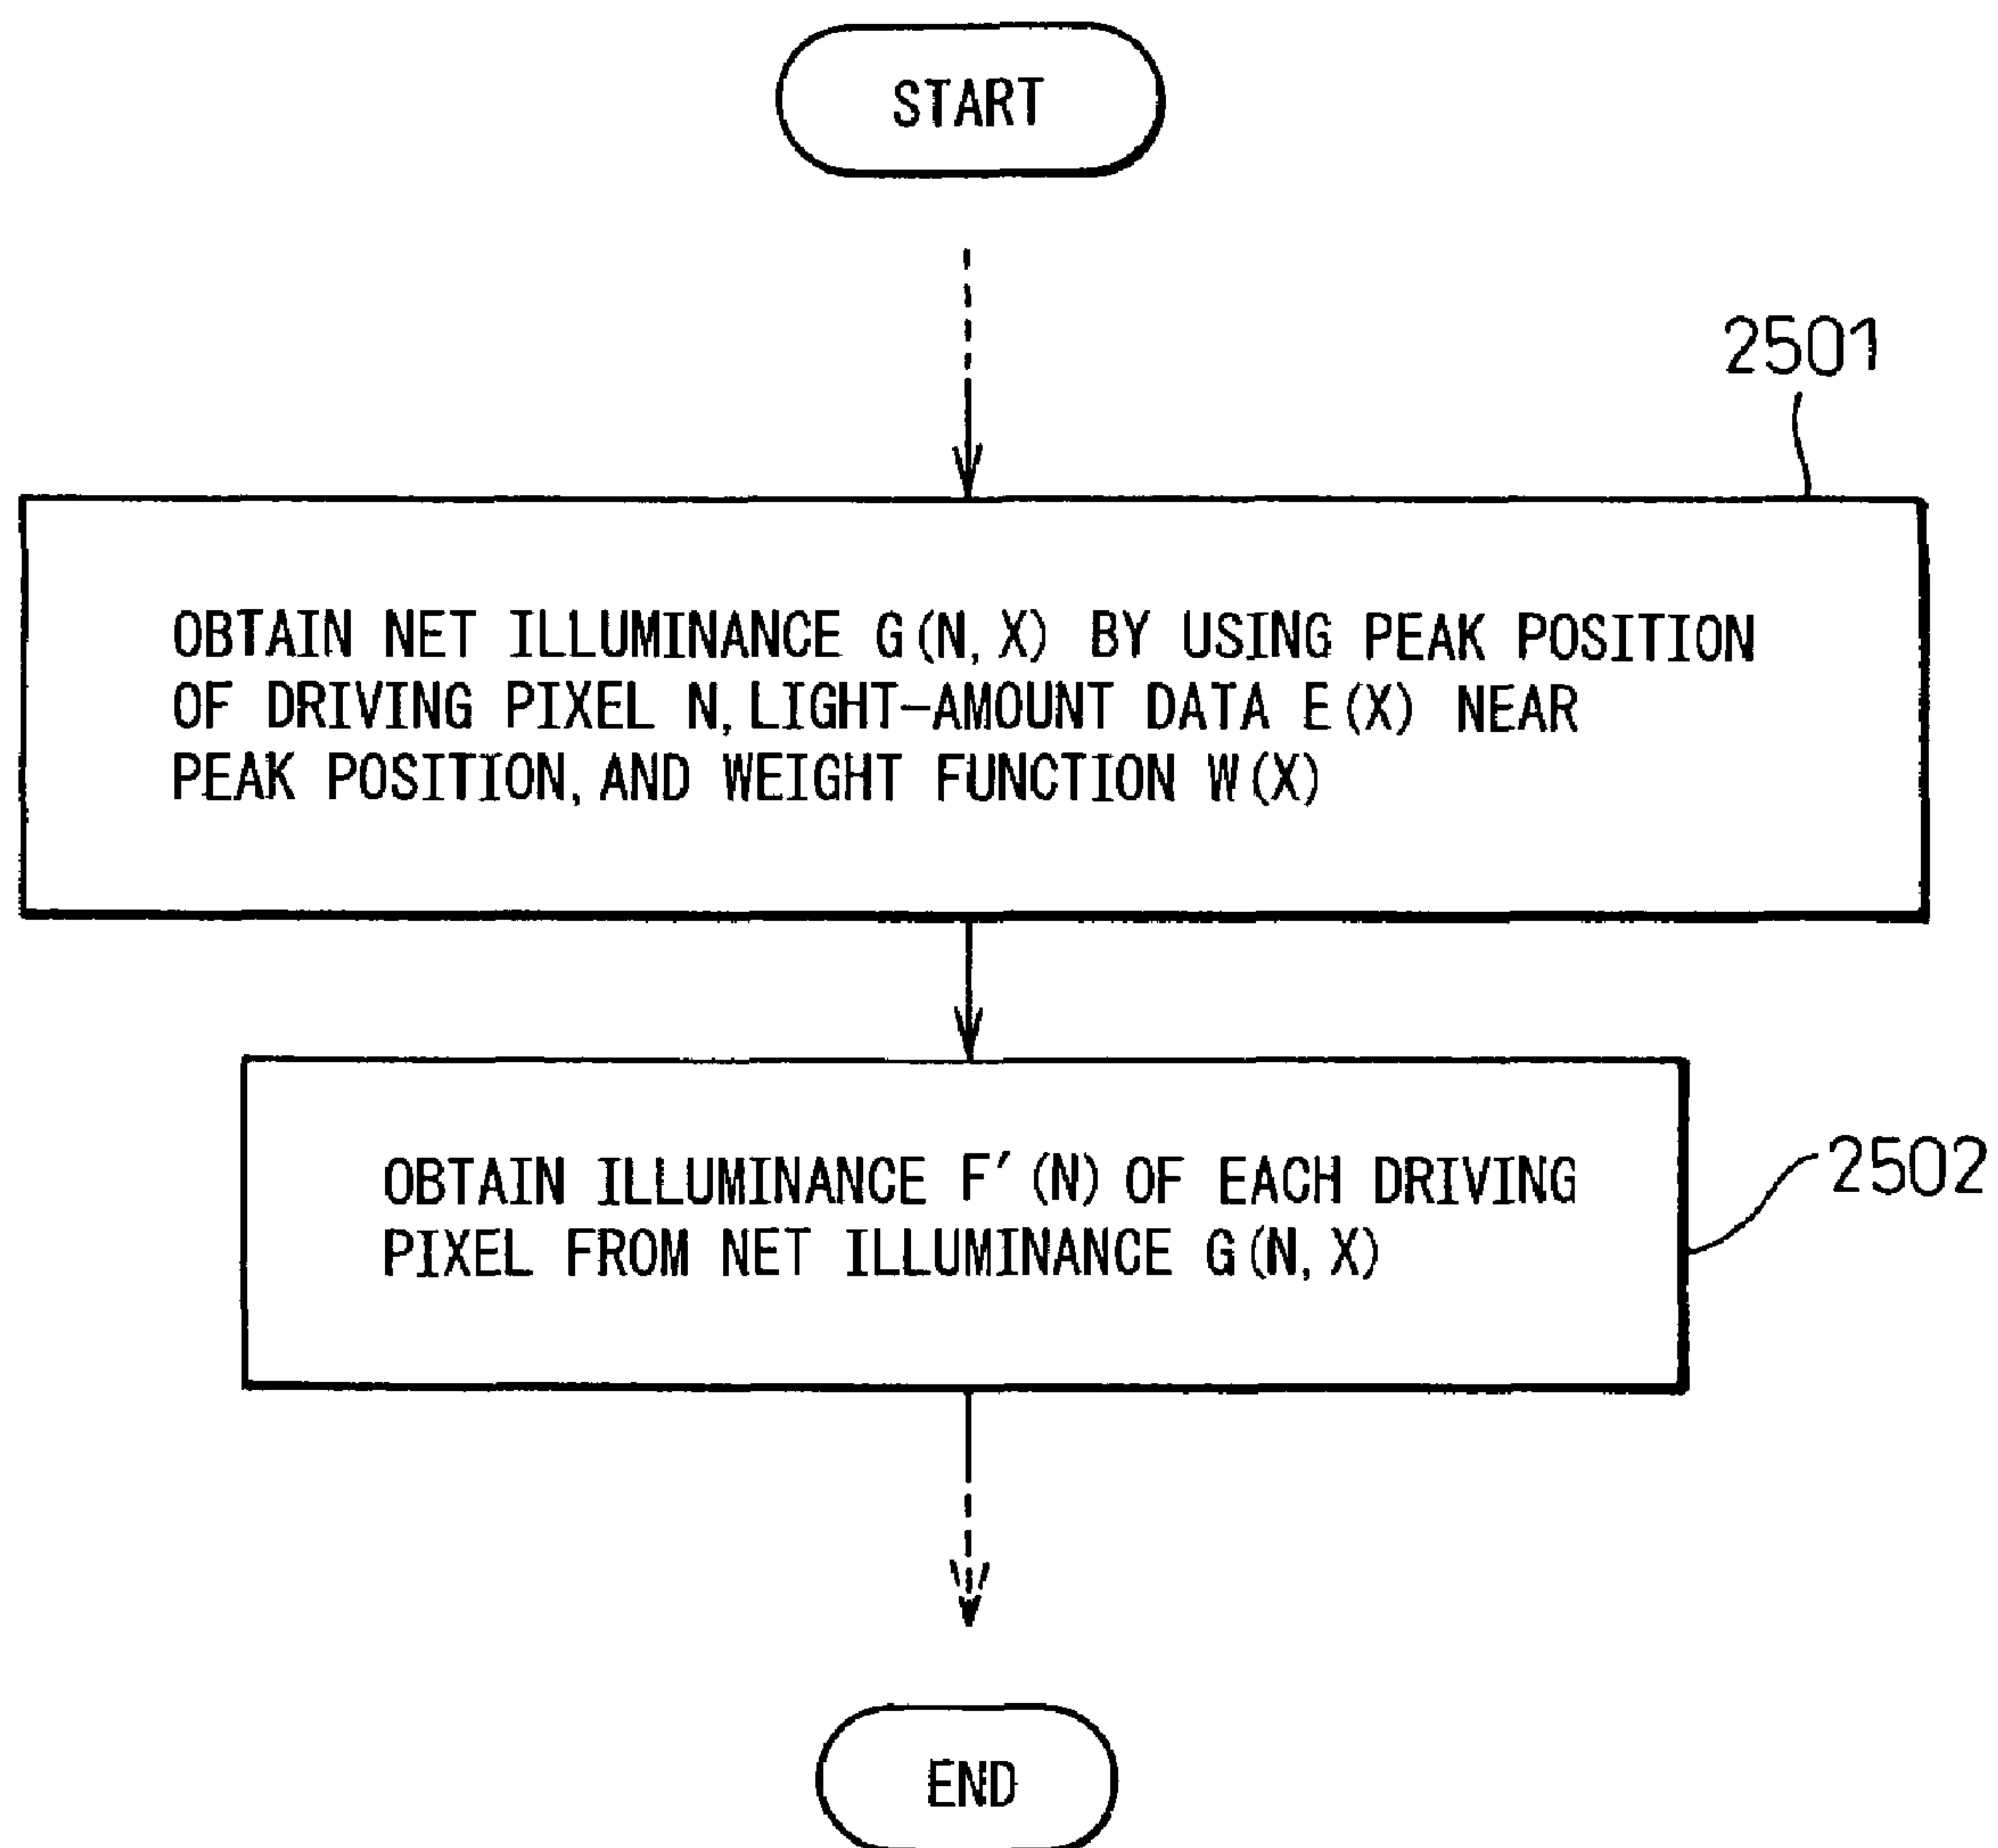 START
2501
OBTAIN NET ILLUMINANCE G(N,X) BY USING PEAK POSITION
OF DRIVING PIXEL N,LIGHT-AMOUNT DATA E(X) NEAR
PEAK POSITION,AND WEIGHT FUNCTION W(X)
OBTAIN ILLUMINANCE F′(N) OF EACH DRIVING
PIXEL FROM NET ILLUMINANCE G(N,X)
2502
END